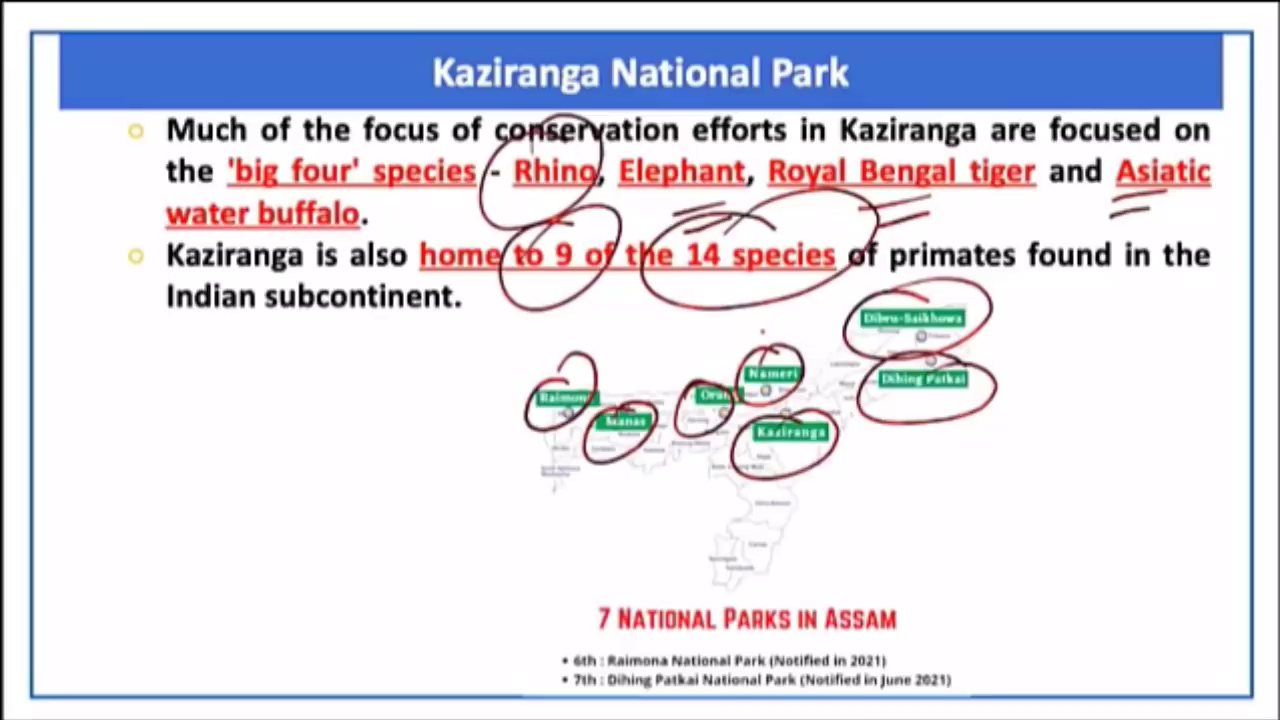 Kaziranga National Park
Much of the focus of conservation efforts in Kaziranga are focused on
the 'big four' species - Rhino, Elephant, Royal Bengal tiger and Asiatic
water buffalo.
Kaziranga is also home to 9 of the 14 species of primates found in the
Indian subcontinent.
Dibru-Saikhowa
Nameri
Dihing Patkai
Raimona
Manas
Kaziranga
7 NATIONAL PARKS IN ASSAM
• 6th : Raimona National Park (Notified in 2021)
• 7th : Dihing Patkai National Park (Notified in June 2021)